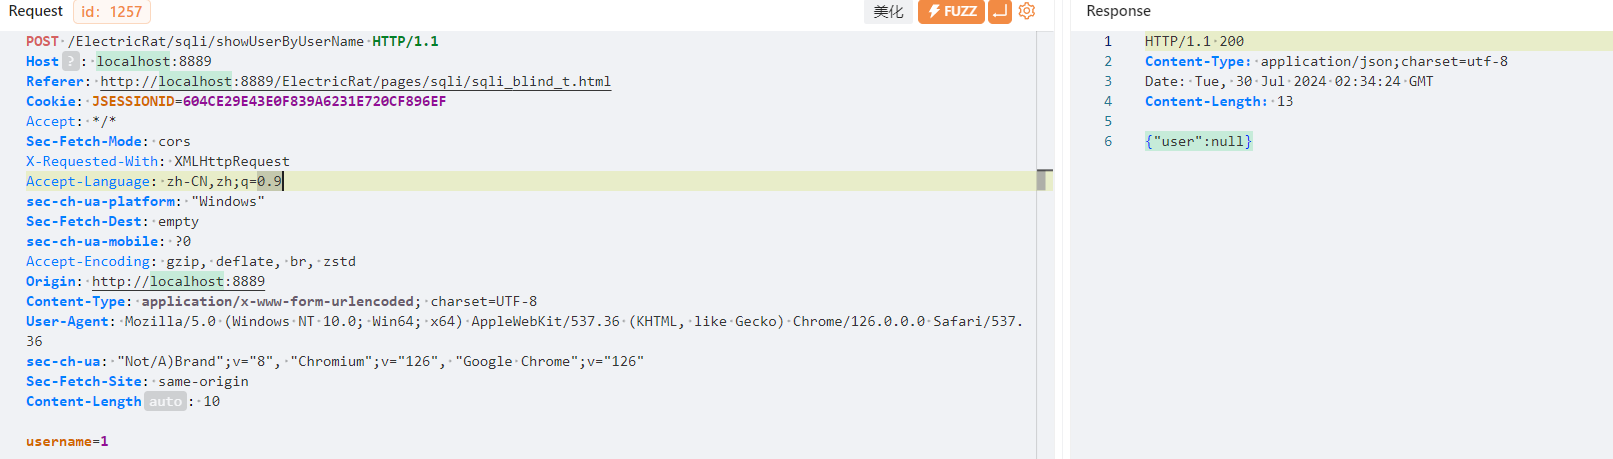 Request id: 1257 美化 FUZZ
POST /ElectricRat/sqli/showUserByUserName HTTP/1.1
Host ? : localhost:8889
Referer: http://localhost:8889/ElectricRat/pages/sqli/sqli_blind_t.html
Cookie: JSESSIONID=604CE29E43E0F839A6231E720CF896EF
Accept: */*
Sec-Fetch-Mode: cors
X-Requested-With: XMLHttpRequest
Accept-Language: zh-CN,zh;q=0.9
sec-ch-ua-platform: "Windows"
Sec-Fetch-Dest: empty
sec-ch-ua-mobile: ?0
Accept-Encoding: gzip, deflate, br, zstd
Origin: http://localhost:8889
Content-Type: application/x-www-form-urlencoded; charset=UTF-8
User-Agent: Mozilla/5.0 (Windows NT 10.0; Win64; x64) AppleWebKit/537.36 (KHTML, like Gecko) Chrome/126.0.0.0 Safari/537.
36
sec-ch-ua: "Not/A)Brand";v="8", "Chromium";v="126", "Google Chrome";v="126"
Sec-Fetch-Site: same-origin
Content-Length auto : 10
username=1
Response
1 HTTP/1.1 200
2 Content-Type: application/json;charset=utf-8
3 Date: Tue, 30 Jul 2024 02:34:24 GMT
4 Content-Length: 13
5
6 {"user":null}